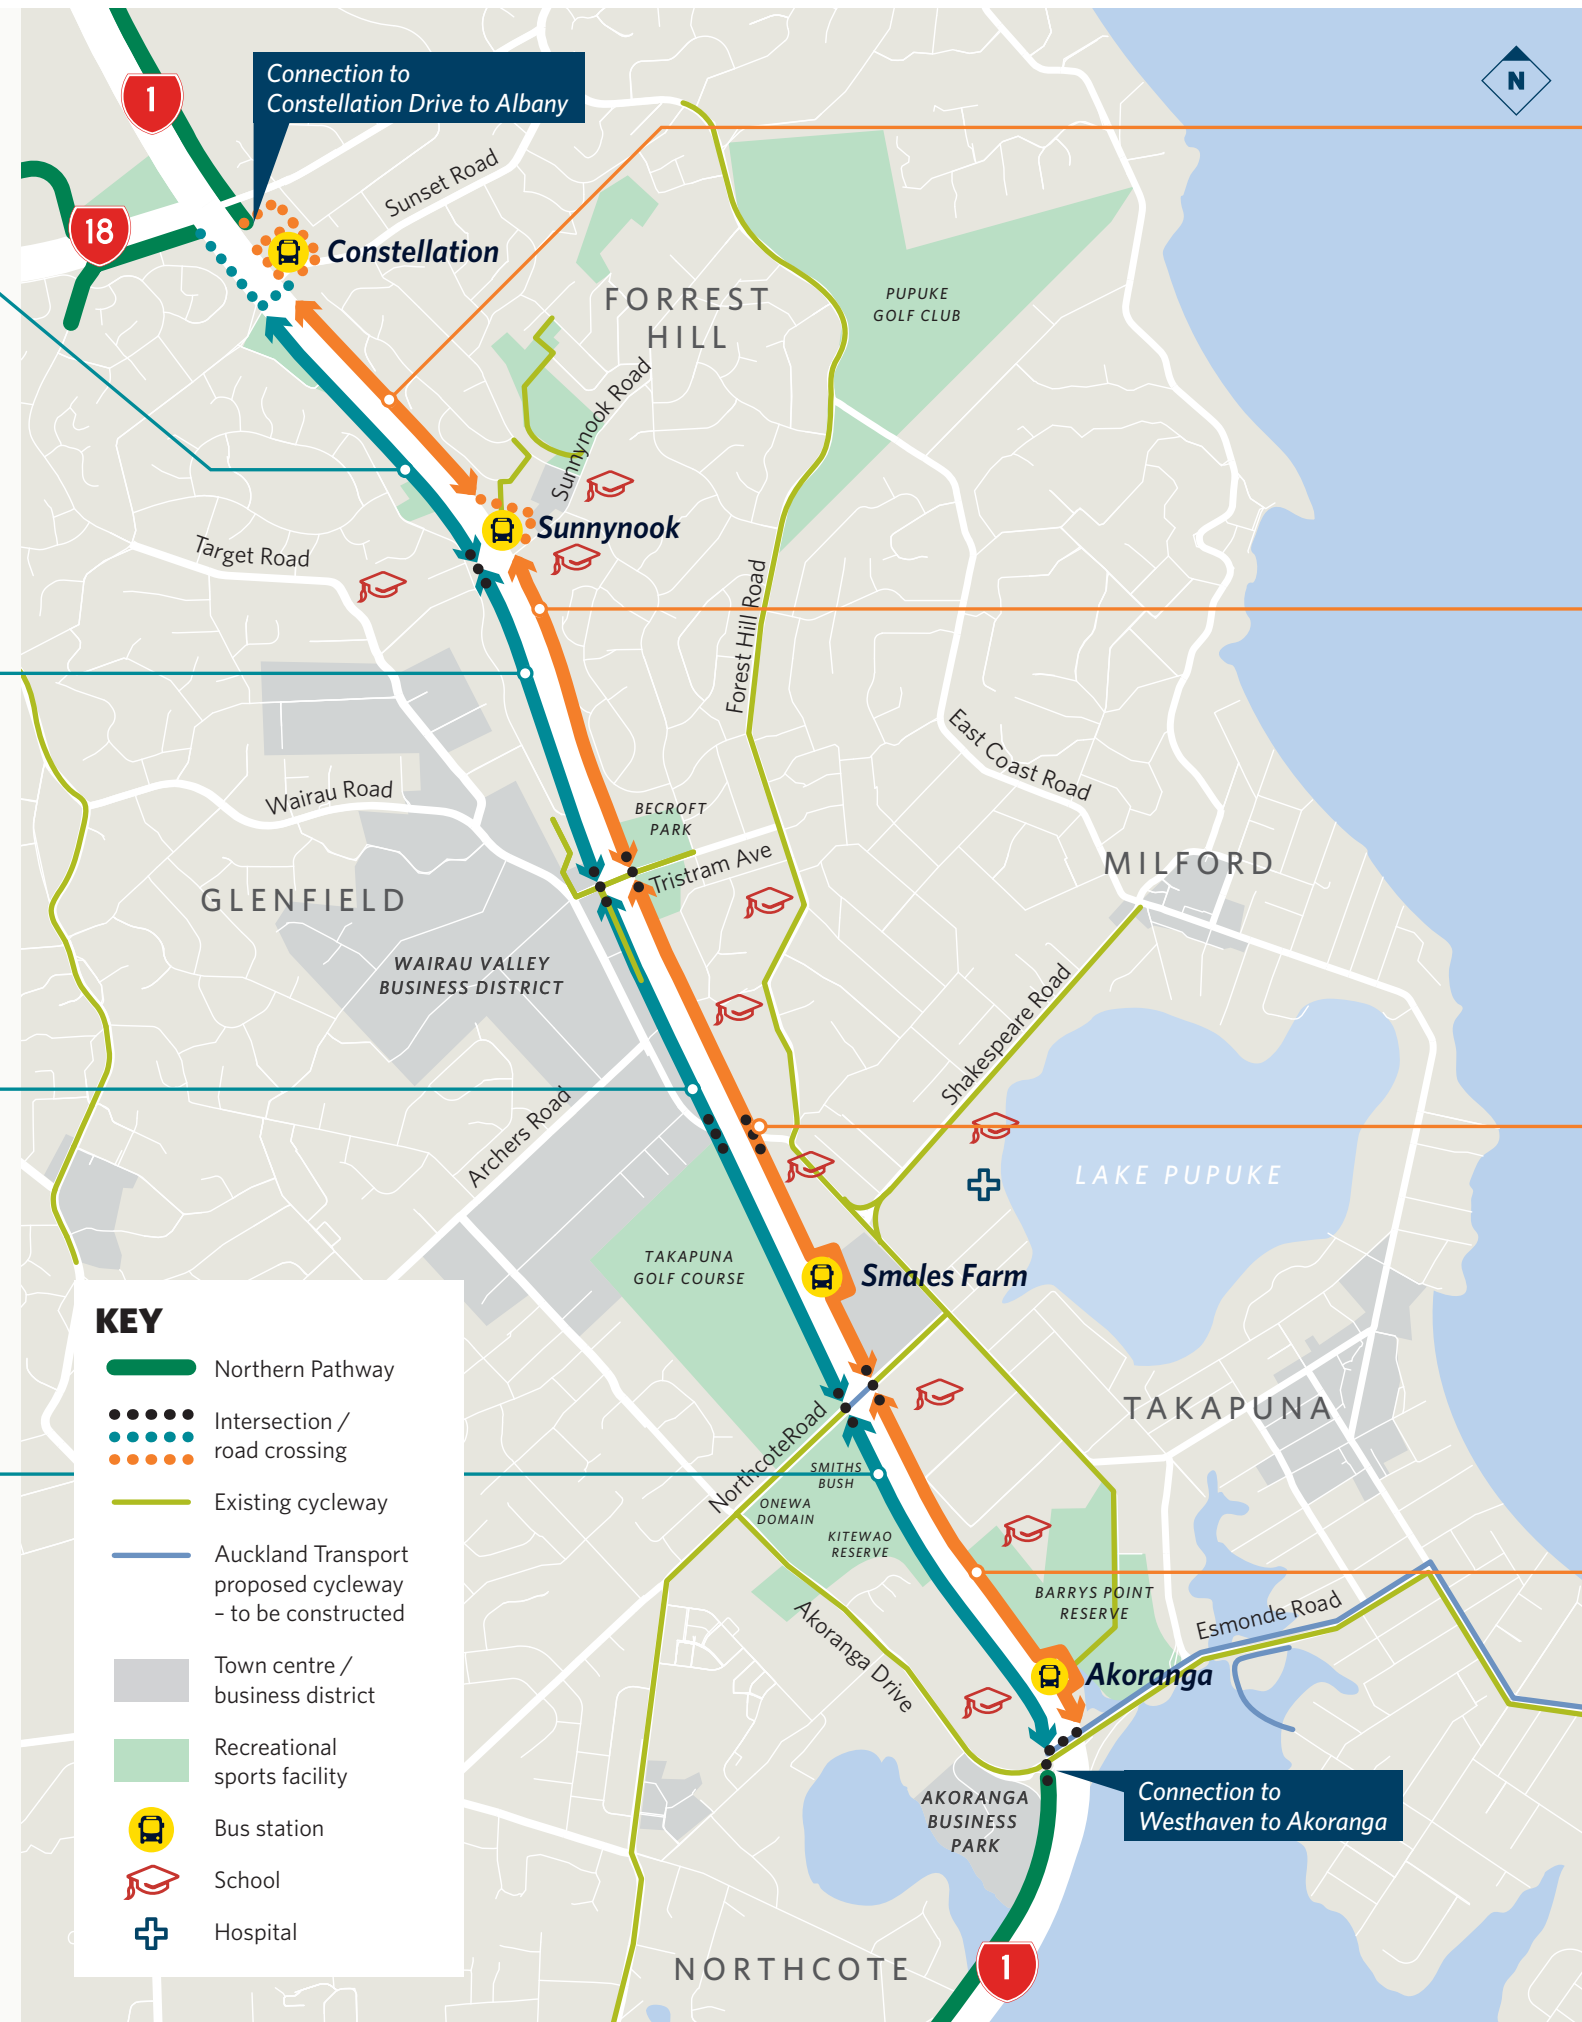 Connection to
Constellation Drive to Albany
N
1
18
Sunset Road
Constellation
FORREST
HILL
PUPUKE
GOLF CLUB
Sunnynook Road
Sunnynook
Target Road
Forest Hill Road
East Coast Road
Wairau Road
BECROFT
PARK
Tristram Ave
MILFORD
GLENFIELD
WAIRAU VALLEY
BUSINESS DISTRICT
Shakespeare Road
Archers Road
LAKE PUPUKE
TAKAPUNA
GOLF COURSE
Smales Farm
TAKAPUNA
NorthcoteRoad
SMITHS
BUSH
ONEWA
DOMAIN
KITEWAO
RESERVE
BARRYS POINT
RESERVE
Esmonde Road
Akoranga Drive
Akoranga
AKORANGA
BUSINESS
PARK
Connection to
Westhaven to Akoranga
NORTHCOTE
1
KEY
Northern Pathway
Intersection /
road crossing
Existing cycleway
Auckland Transport
proposed cycleway
– to be constructed
Town centre /
business district
Recreational
sports facility
Bus station
School
Hospital